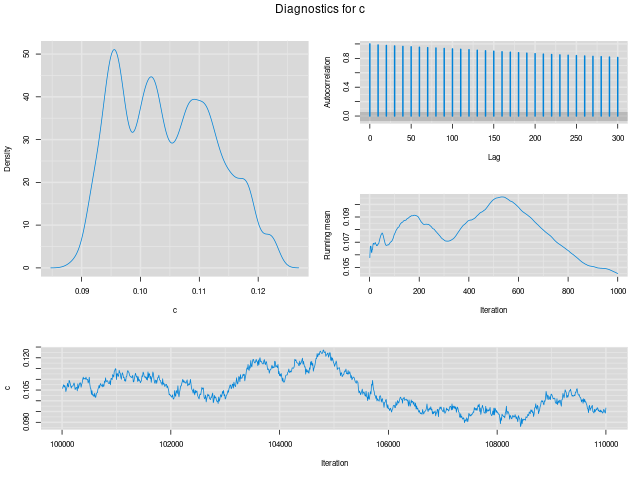 Diagnostics for c
Density
50
40
30
20
10
0
0.09 0.10 0.11 0.12
c
Autocorrelation
0.8
0.4
0.0
0 50 100 150 200 250 300
Lag
Running mean
0.109
0.107
0.105
0 200 400 600 800 1000
Iteration
c
0.120
0.105
0.090
100000 102000 104000 106000 108000 110000
Iteration